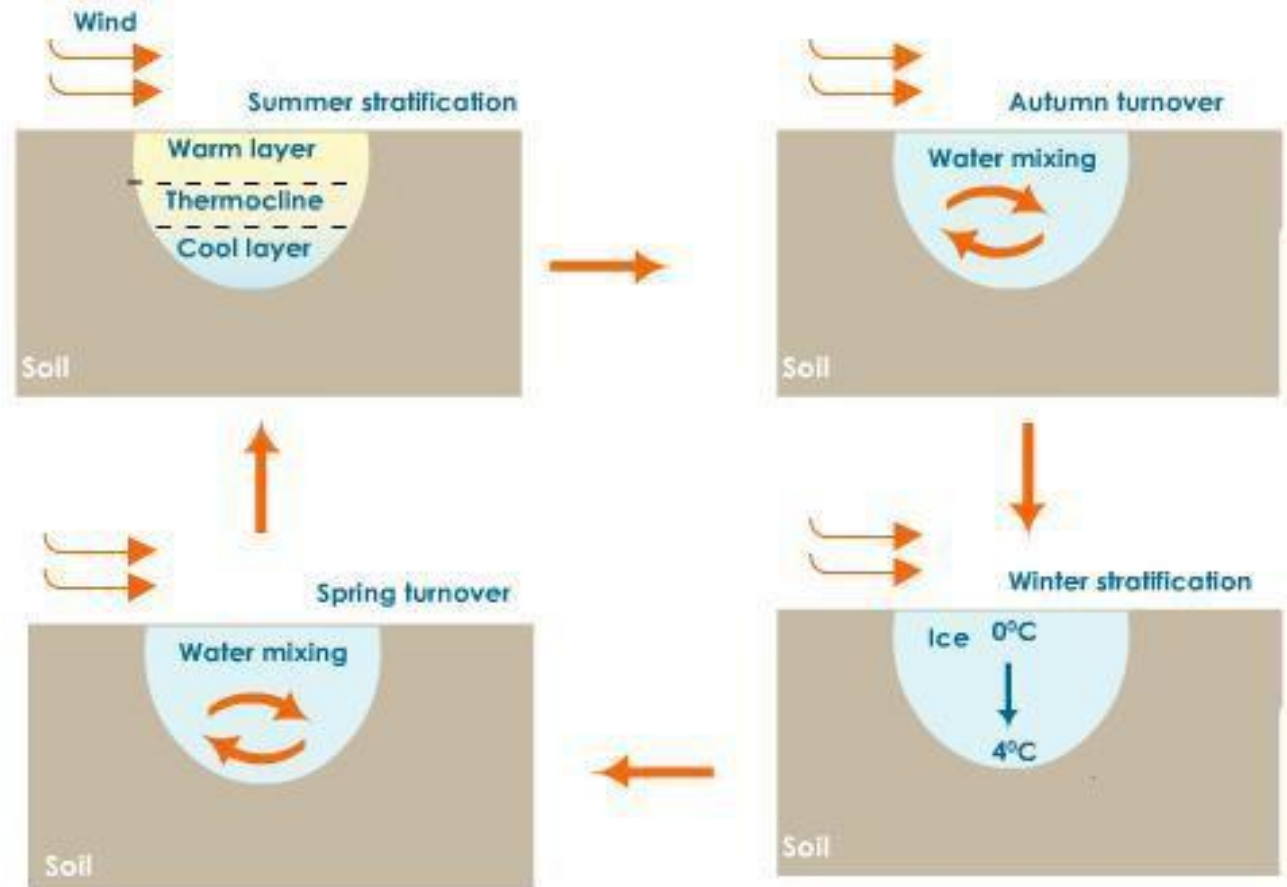 Wind
Summer stratification
Warm layer
Thermocline
Cool layer
Soil
Autumn turnover
Water mixing
Soil
Spring turnover
Water mixing
Soil
Winter stratification
Ice 0°C
4°C
Soil